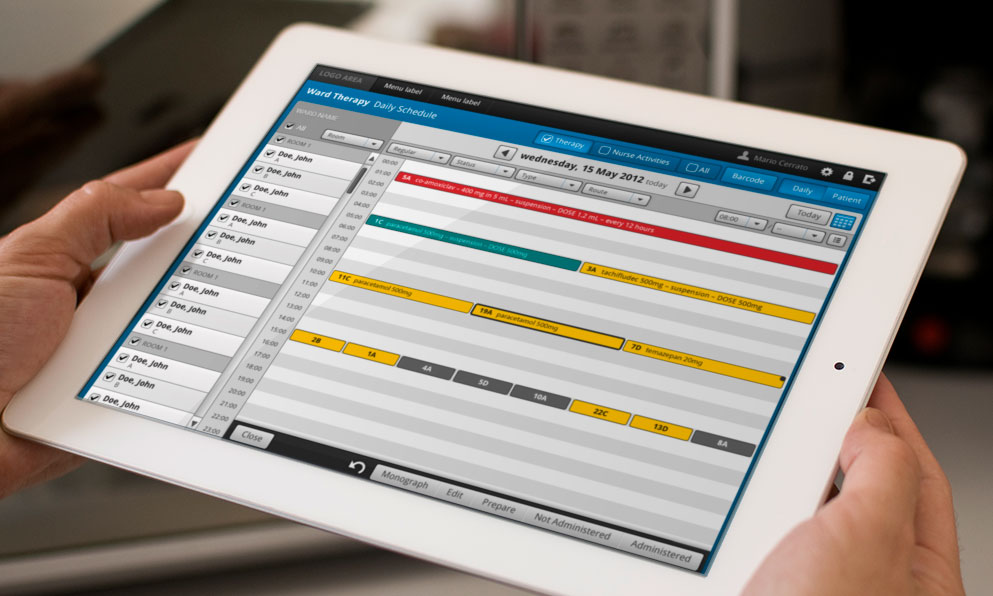 LOGO AREA Menu label Menu label
Ward Therapy Daily Schedule
Mario Cerrato
Therapy Nurse Activities All Barcode Daily Patient
WARD NAME
All Room
Regular Status Type Route
wednesday, 15 May 2012 today
08:00 -- Today
ROOM 1
Doe, John
A
Doe, John
B
Doe, John
C
ROOM 1
Doe, John
A
Doe, John
B
Doe, John
C
ROOM 1
Doe, John
A
Doe, John
B
Doe, John
C
ROOM 1
Doe, John
A
Doe, John
B
Doe, John
00:00
01:00
02:00
03:00
04:00
05:00
06:00
07:00
08:00
09:00
10:00
11:00
12:00
13:00
14:00
15:00
16:00
17:00
18:00
19:00
20:00
21:00
22:00
23:00
5A co-amoxiclav – 400 mg in 5 mL – suspension – DOSE 1.2 mL – every 12 hours
1C paracetamol 500mg – suspension – DOSE 500mg
3A tachifludec 500mg – suspension – DOSE 500mg
11C paracetamol 500mg
19A paracetamol 500mg
7D temazepan 20mg
2B 1A 4A 5D 10A 22C 13D 8A
Close
Monograph Edit Prepare Not Administered Administered